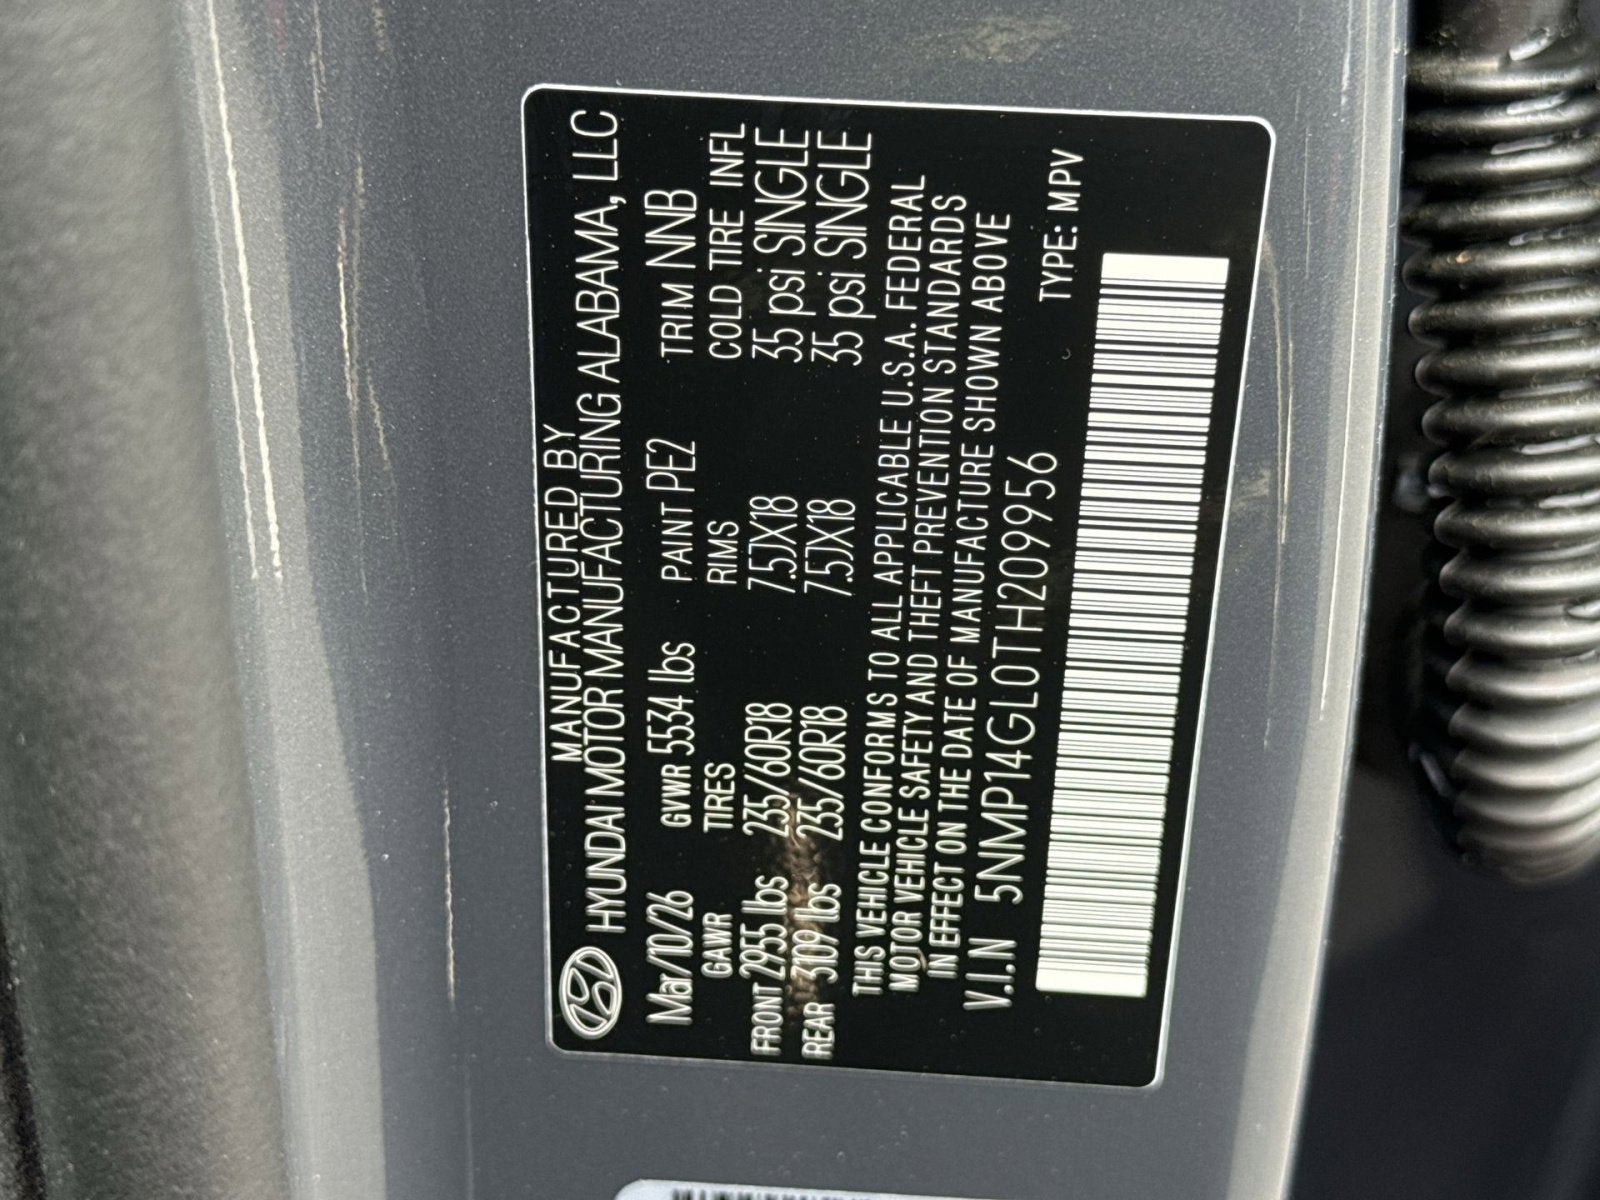 MANUFACTURED BY
HYUNDAI MOTOR MANUFACTURING ALABAMA, LLC
Mar/10/26 GVWR 5534 lbs PAINT PE2 TRIM NNB
GAWR TIRES RIMS COLD TIRE INFL
FRONT 2955 lbs 235/60R18 7.5JX18 35 psi SINGLE
REAR 3109 lbs 235/60R18 7.5JX18 35 psi SINGLE
THIS VEHICLE CONFORMS TO ALL APPLICABLE U.S.A. FEDERAL
MOTOR VEHICLE SAFETY AND THEFT PREVENTION STANDARDS
IN EFFECT ON THE DATE OF MANUFACTURE SHOWN ABOVE
V.I.N 5NMP14GL0TH209956 TYPE: MPV